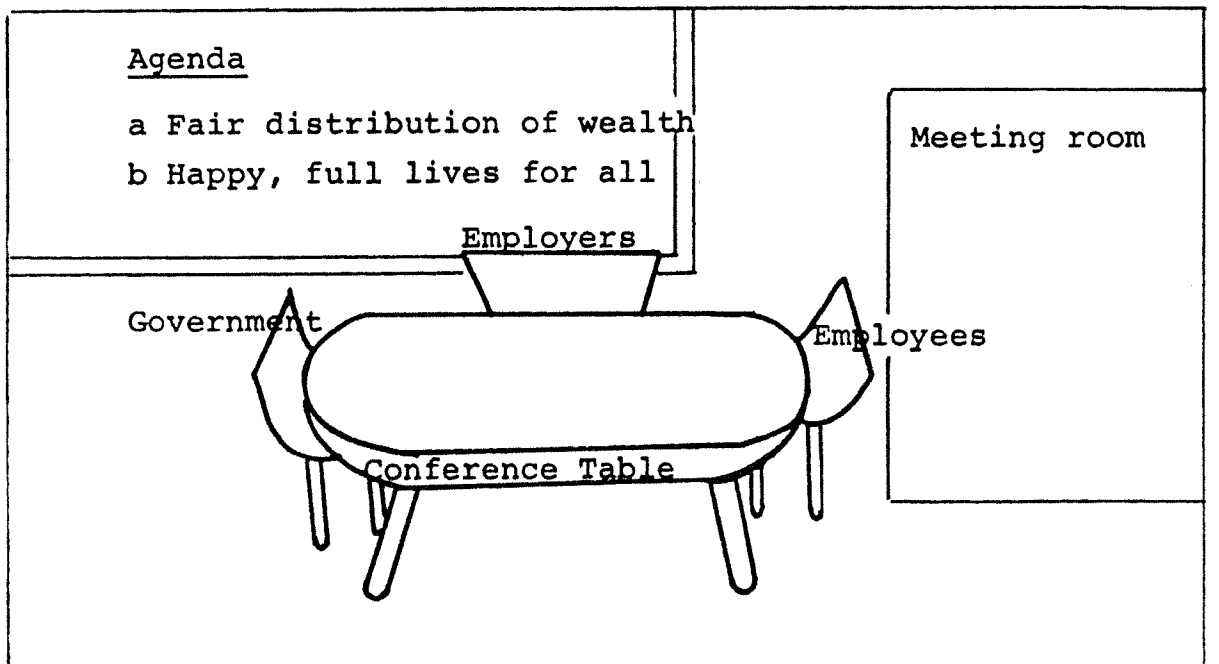 Agenda
a Fair distribution of wealth
b Happy, full lives for all
Meeting room
Employers
Government
Employees
Conference Table